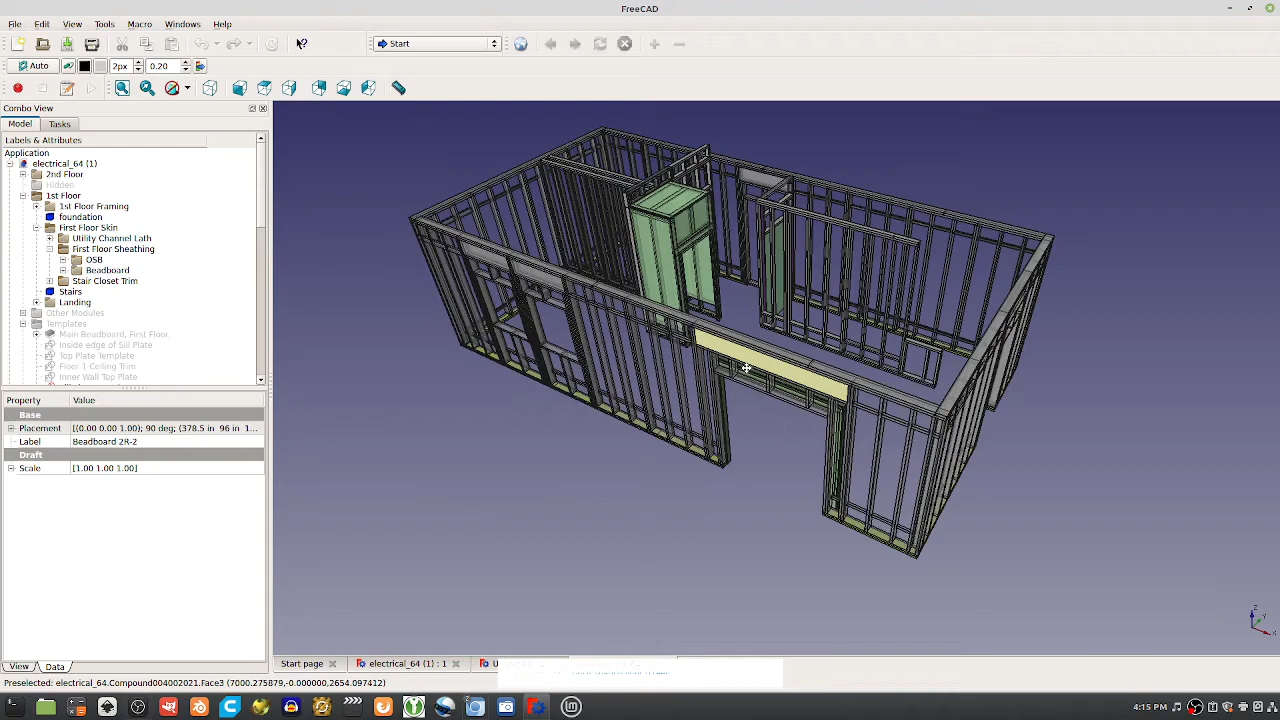 FreeCAD
File Edit View Tools Macro Windows Help
Start
Auto 2px 0.20
Combo View
Model Tasks
Labels & Attributes
Application
electrical_64 (1)
2nd Floor
Hidden
1st Floor
1st Floor Framing
foundation
First Floor Skin
Utility Channel Lath
First Floor Sheathing
OSB
Beadboard
Stair Closet Trim
Stairs
Landing
Other Modules
Templates
Main Beadboard, First Floor.
Inside edge of Sill Plate
Top Plate Template
Floor 1 Ceiling Trim
Inner Wall Top Plate
Property Value
Base
Placement [(0.00 0.00 1.00); 90 deg; (378.5 in 96 in 1...
Label Beadboard 2R-2
Draft
Scale [1.00 1.00 1.00]
View Data
Start page electrical_64 (1) : 1
Preselected: electrical_64.Compound004002021.Face3 (7000.275879,-0.000000,2654.097412)
4:15 PM